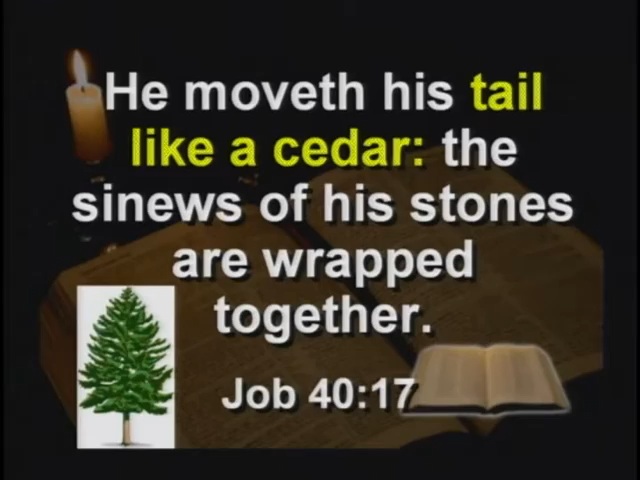 He moveth his tail
like a cedar: the
sinews of his stones
are wrapped
together.
Job 40:17